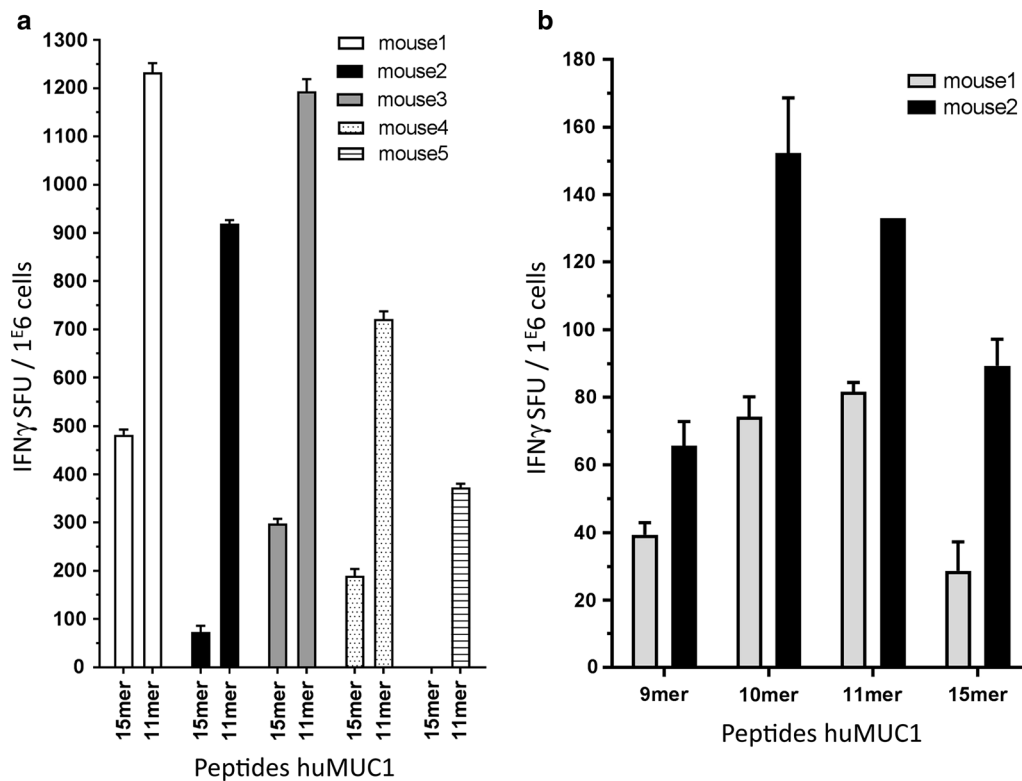 a
1300
1200
1100
1000
900
800
700
600
500
400
300
200
100
0
IFNγ SFU / 1ᴱ6 cells
mouse1
mouse2
mouse3
mouse4
mouse5
15mer 11mer 15mer 11mer 15mer 11mer 15mer 11mer 15mer 11mer
Peptides huMUC1
b
180
160
140
120
100
80
60
40
20
0
IFNγ SFU / 1ᴱ6 cells
mouse1
mouse2
9mer 10mer 11mer 15mer
Peptides huMUC1